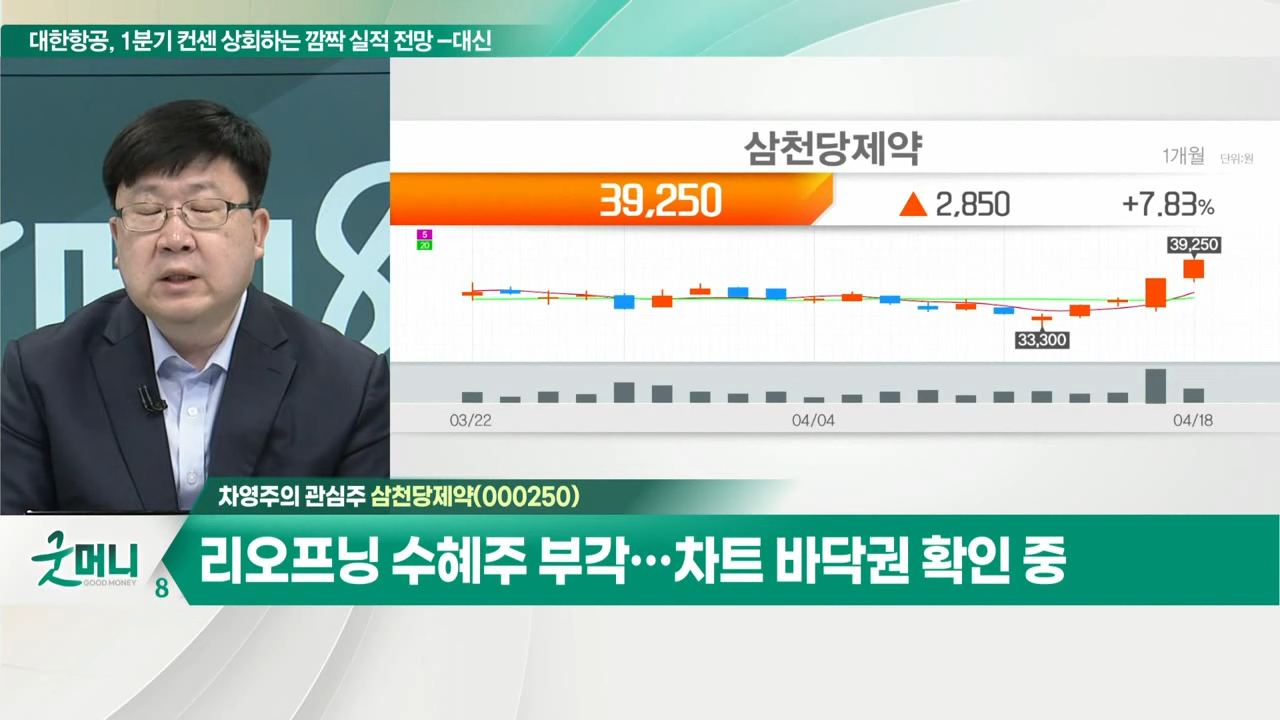 대한항공, 1분기 컨센 상회하는 깜짝 실적 전망 -대신
삼천당제약
1개월 단위:원
39,250 ▲ 2,850 +7.83%
5
20
39,250
33,300
03/22 04/04 04/18
차영주의 관심주 삼천당제약(000250)
리오프닝 수혜주 부각…차트 바닥권 확인 중
굿머니
GOOD MONEY
8